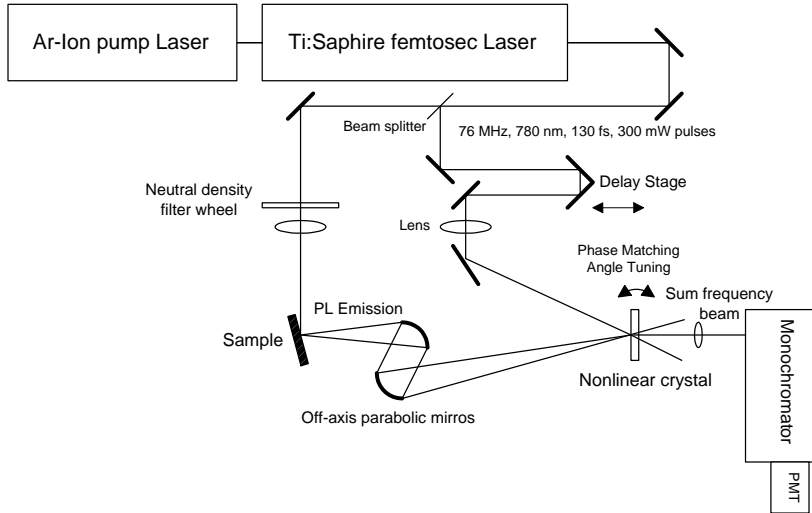 Ar-Ion pump Laser
Ti:Saphire femtosec Laser
Beam splitter
76 MHz, 780 nm, 130 fs, 300 mW pulses
Neutral density
filter wheel
Delay Stage
Lens
Phase Matching
Angle Tuning
Sum frequency
beam
PL Emission
Sample
Nonlinear crystal
Off-axis parabolic mirros
Monochromator
PMT